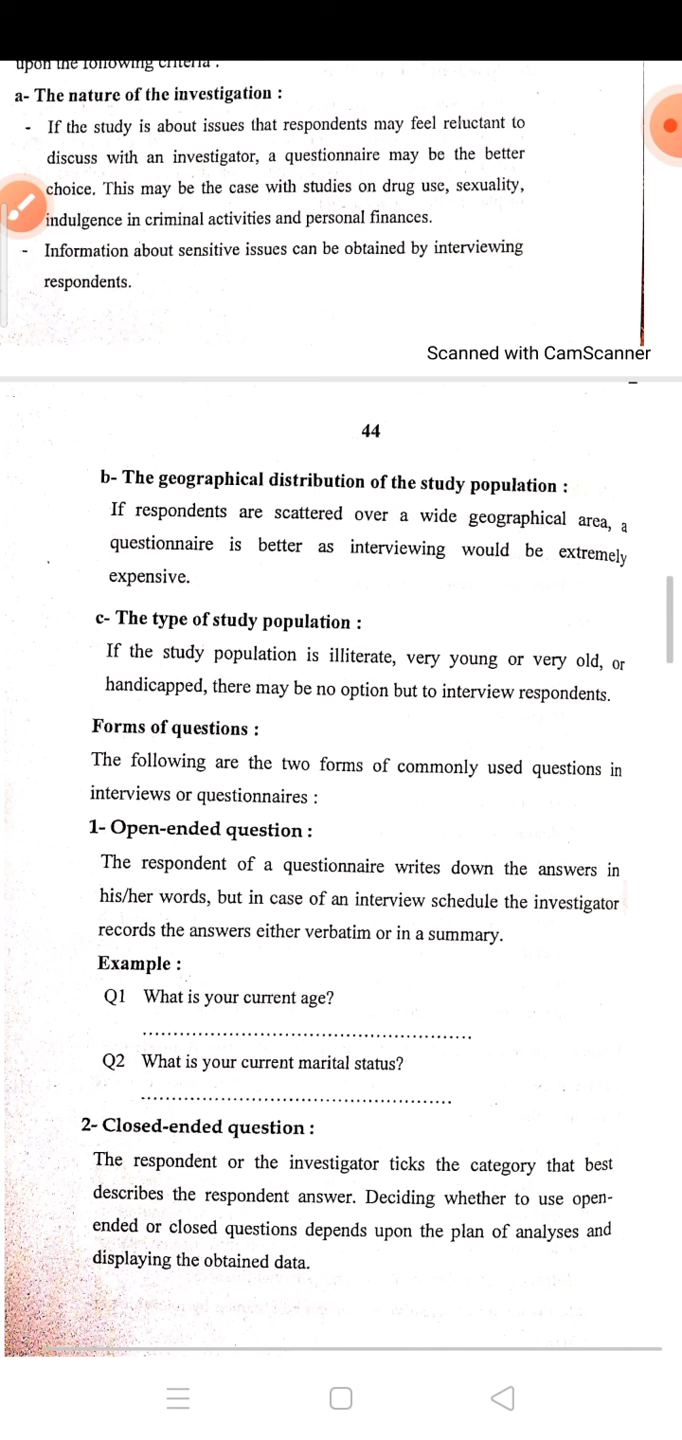 upon the following criteria :
a- The nature of the investigation :
- If the study is about issues that respondents may feel reluctant to
discuss with an investigator, a questionnaire may be the better
choice. This may be the case with studies on drug use, sexuality,
indulgence in criminal activities and personal finances.
- Information about sensitive issues can be obtained by interviewing
respondents.
Scanned with CamScanner
44
b- The geographical distribution of the study population :
If respondents are scattered over a wide geographical area, a
questionnaire is better as interviewing would be extremely
expensive.
c- The type of study population :
If the study population is illiterate, very young or very old, or
handicapped, there may be no option but to interview respondents.
Forms of questions :
The following are the two forms of commonly used questions in
interviews or questionnaires :
1- Open-ended question :
The respondent of a questionnaire writes down the answers in
his/her words, but in case of an interview schedule the investigator
records the answers either verbatim or in a summary.
Example :
Q1 What is your current age?
......................................................
Q2 What is your current marital status?
...................................................
2- Closed-ended question :
The respondent or the investigator ticks the category that best
describes the respondent answer. Deciding whether to use open-
ended or closed questions depends upon the plan of analyses and
displaying the obtained data.